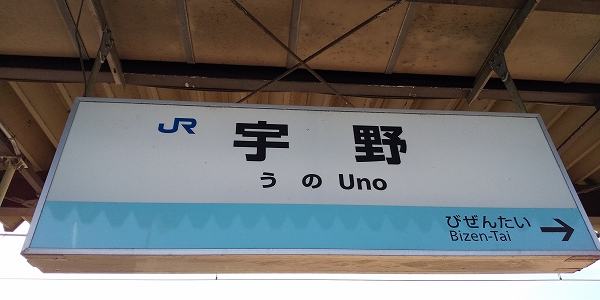 JR 宇野
うの Uno
びぜんたい
Bizen-Tai →